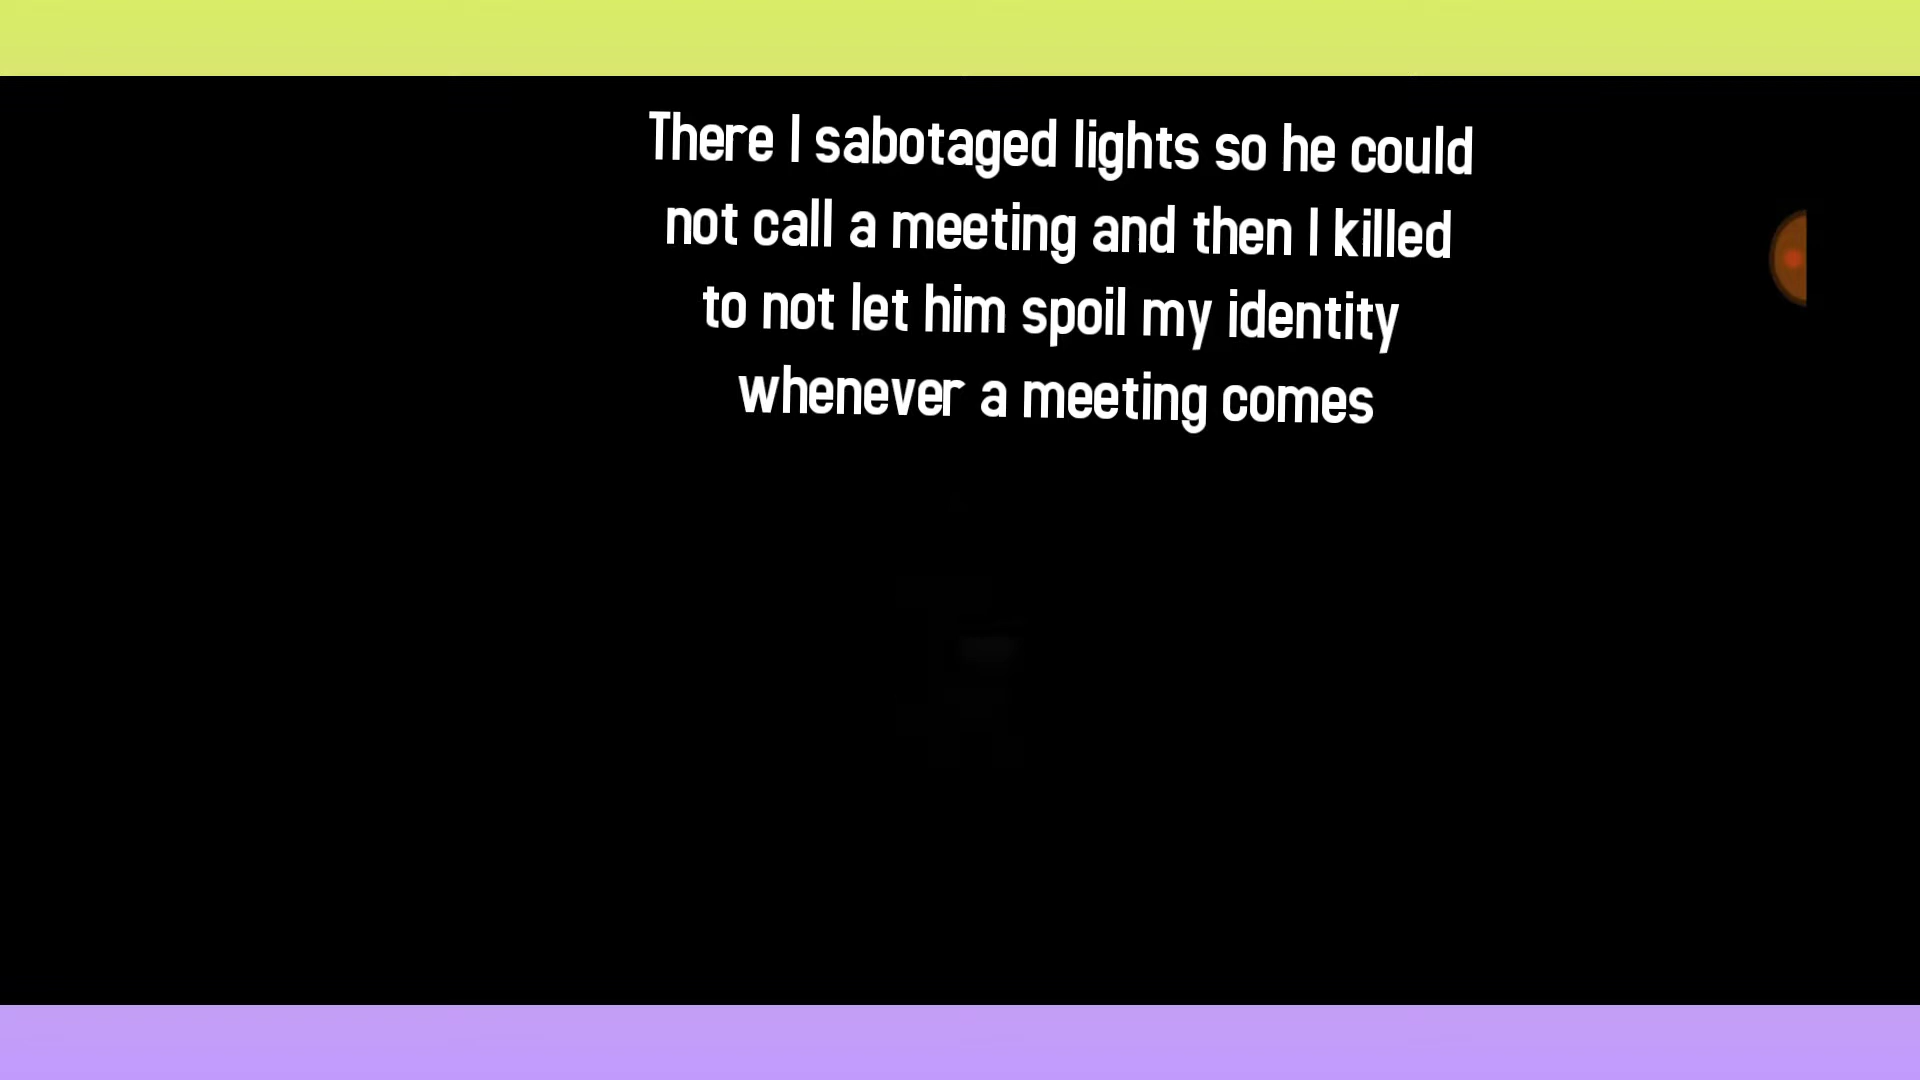 There I sabotaged lights so he could
not call a meeting and then I killed
to not let him spoil my identity
whenever a meeting comes